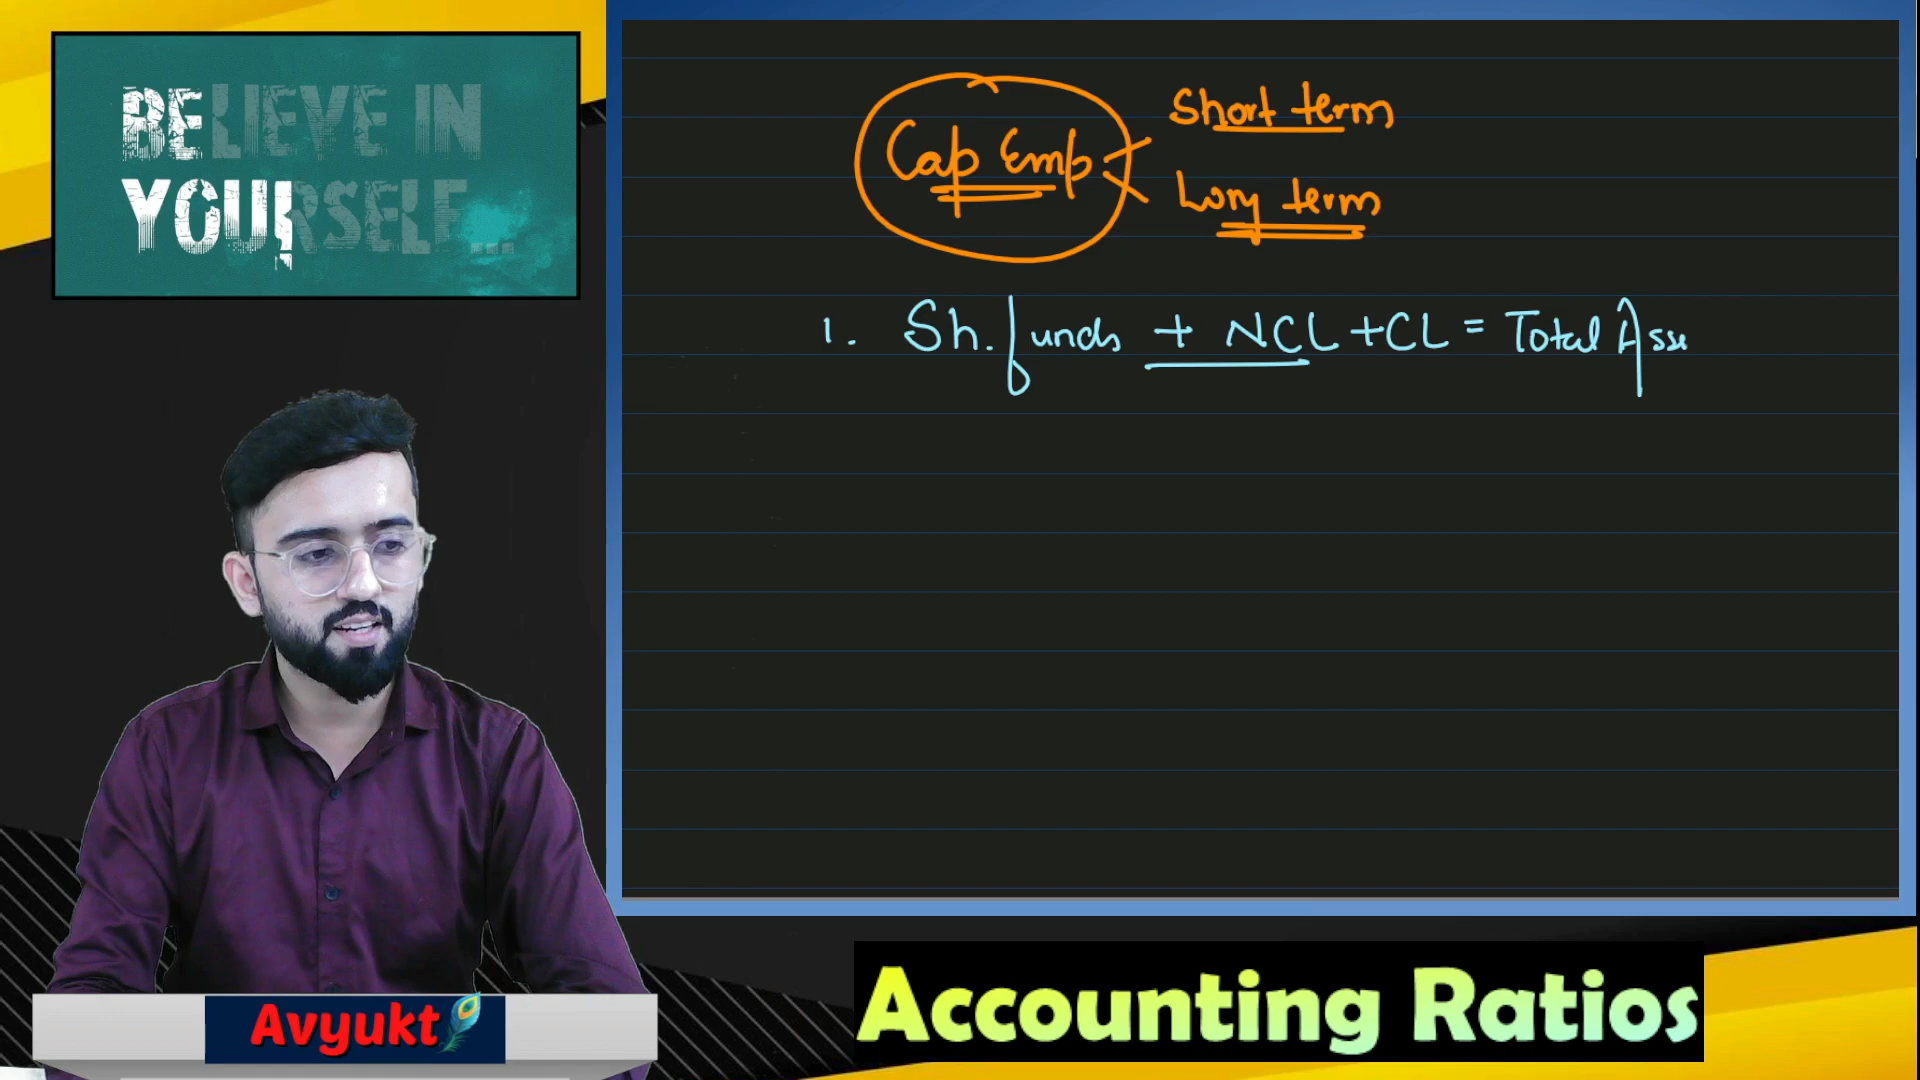 BELIEVE IN
YOURSELF...
Cap Emp
Short term
Long term
1. Sh. funds + NCL + CL = Total Asse
Avyukt
Accounting Ratios